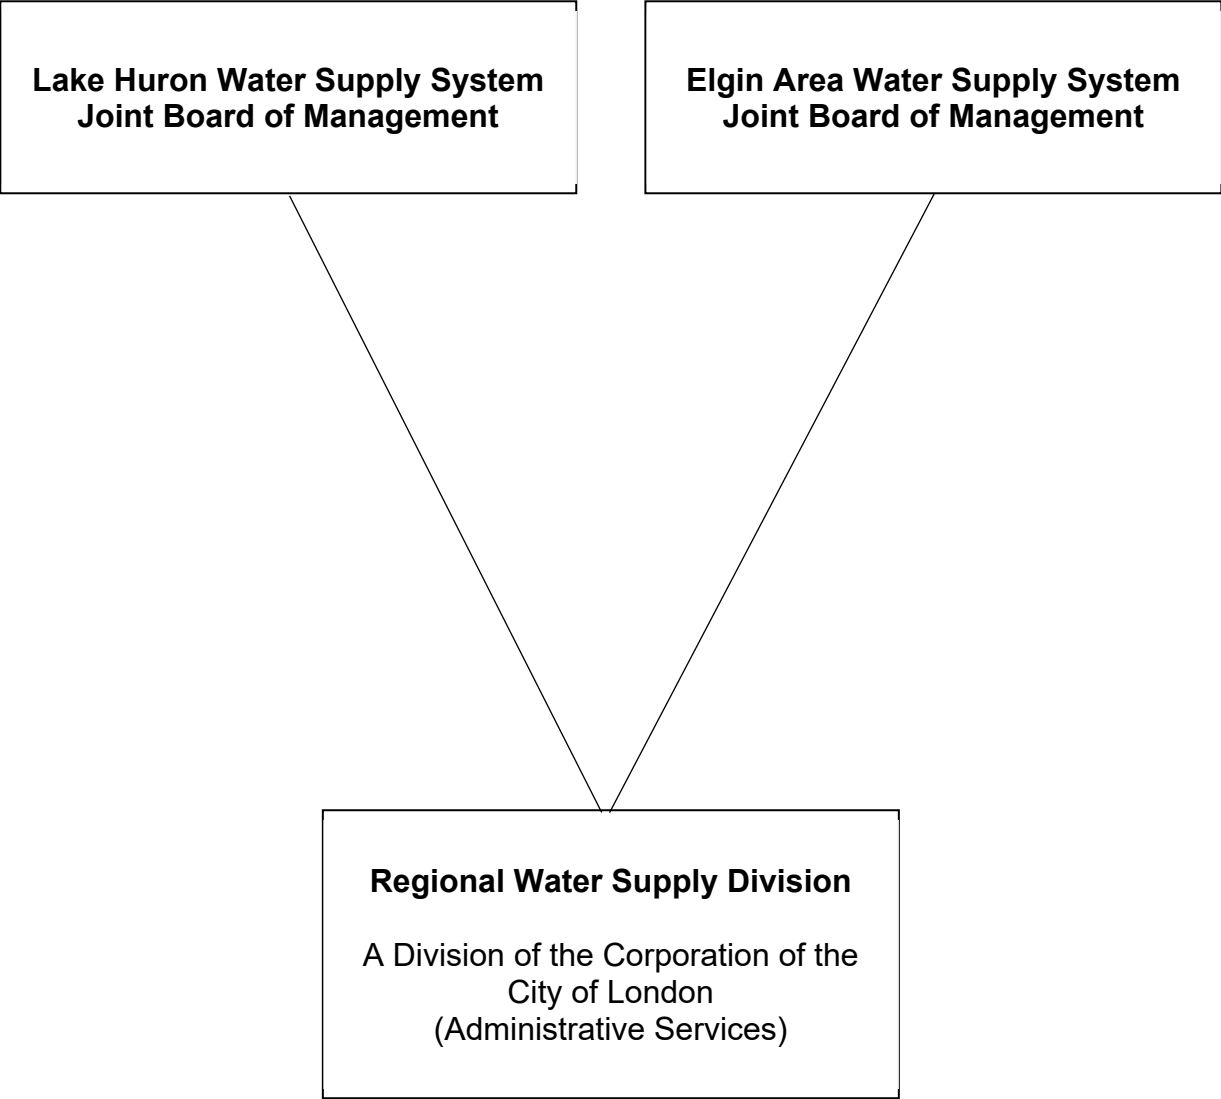 Lake Huron Water Supply System
Joint Board of Management
Elgin Area Water Supply System
Joint Board of Management
Regional Water Supply Division
A Division of the Corporation of the
City of London
(Administrative Services)